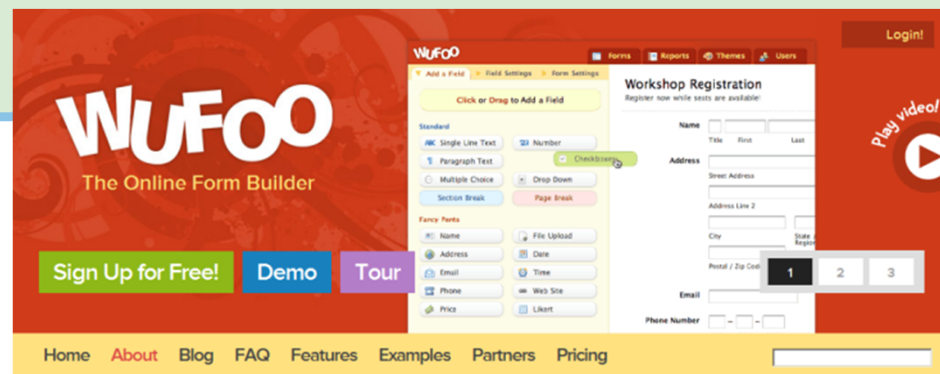 Login!
WUFOO
The Online Form Builder
Sign Up for Free! Demo Tour
WUFOO
Forms Reports Themes Users
Add a Field Field Settings Form Settings
Click or Drag to Add a Field
Standard
ABC Single Line Text 123 Number
Paragraph Text Checkboxes
Multiple Choice Drop Down
Section Break Page Break
Fancy Pants
Name File Upload
Address Date
Email Time
Phone Web Site
Price Likert
Workshop Registration
Register now while seats are available!
Name
Title First Last
Address
Street Address
Address Line 2
City State /
Region
Postal / Zip Cod
Email
Phone Number
Play video!
1 2 3
Home About Blog FAQ Features Examples Partners Pricing